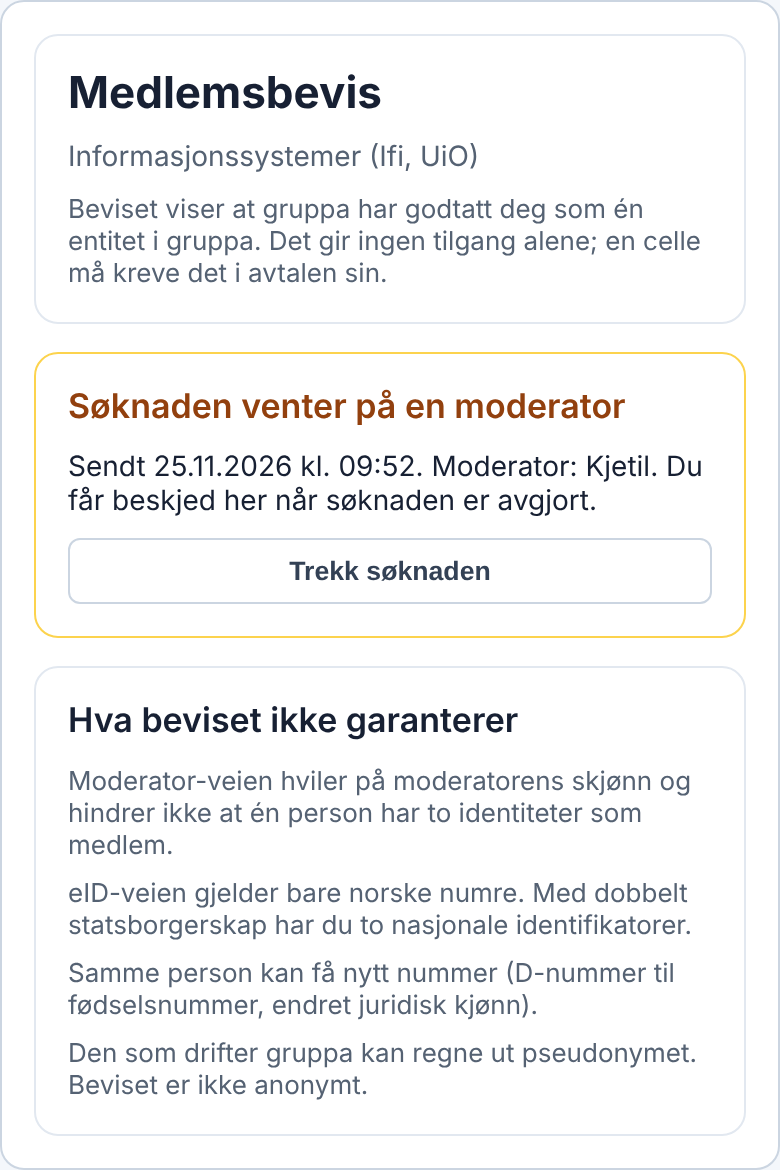 Medlemsbevis
Informasjonssystemer (Ifi, UiO)
Beviset viser at gruppa har godtatt deg som én
entitet i gruppa. Det gir ingen tilgang alene; en celle
må kreve det i avtalen sin.
Søknaden venter på en moderator
Sendt 25.11.2026 kl. 09:52. Moderator: Kjetil. Du
får beskjed her når søknaden er avgjort.
Trekk søknaden
Hva beviset ikke garanterer
Moderator-veien hviler på moderatorens skjønn og
hindrer ikke at én person har to identiteter som
medlem.
eID-veien gjelder bare norske numre. Med dobbelt
statsborgerskap har du to nasjonale identifikatorer.
Samme person kan få nytt nummer (D-nummer til
fødselsnummer, endret juridisk kjønn).
Den som drifter gruppa kan regne ut pseudonymet.
Beviset er ikke anonymt.